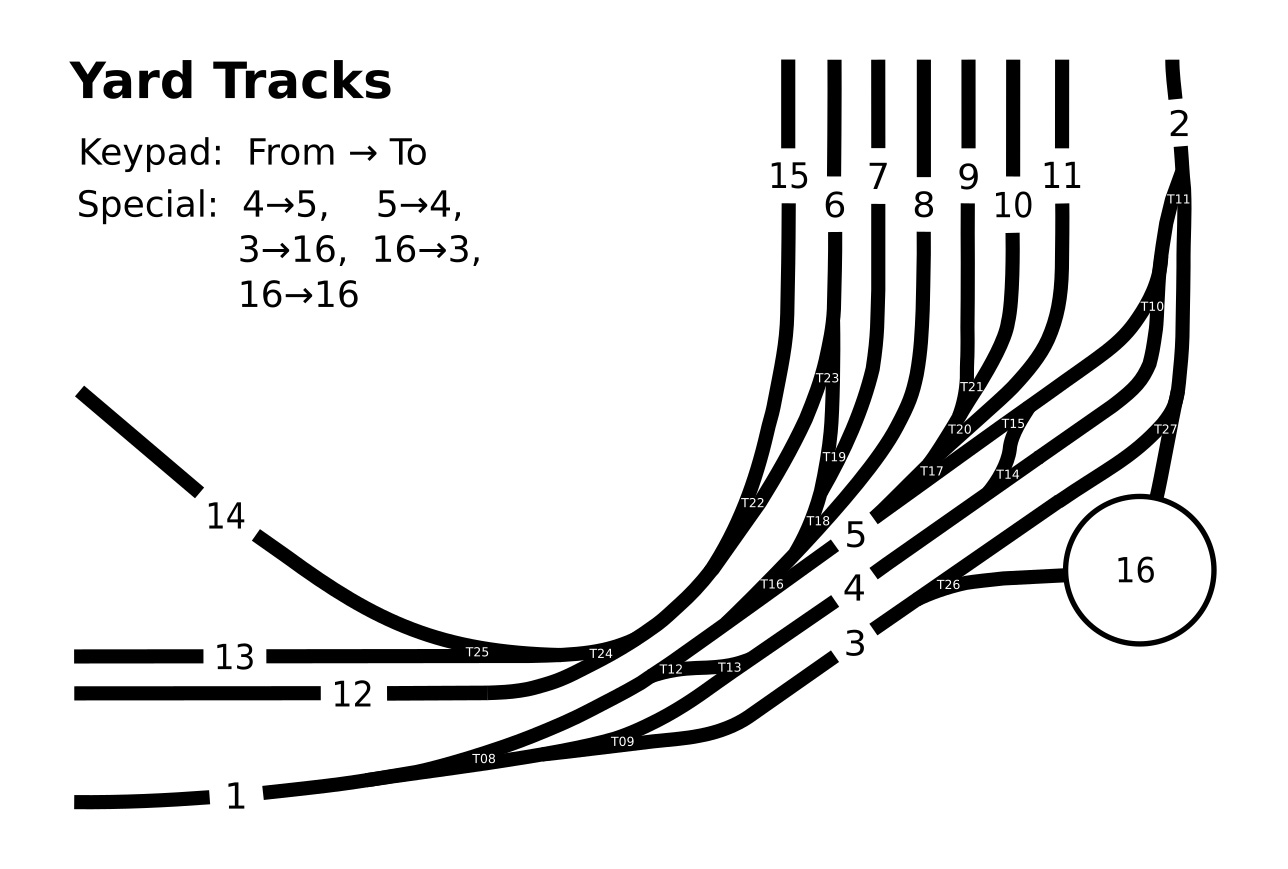 Yard Tracks
Keypad: From → To
Special: 4→5, 5→4,
3→16, 16→3,
16→16
2
15
7
9
11
6
8
10
T11
T10
T23
T21
T15
T20
T27
T19
T17
T14
T22
14
T18
5
16
T16
4
T26
3
T25
T24
13
T12
T13
12
T09
T08
1